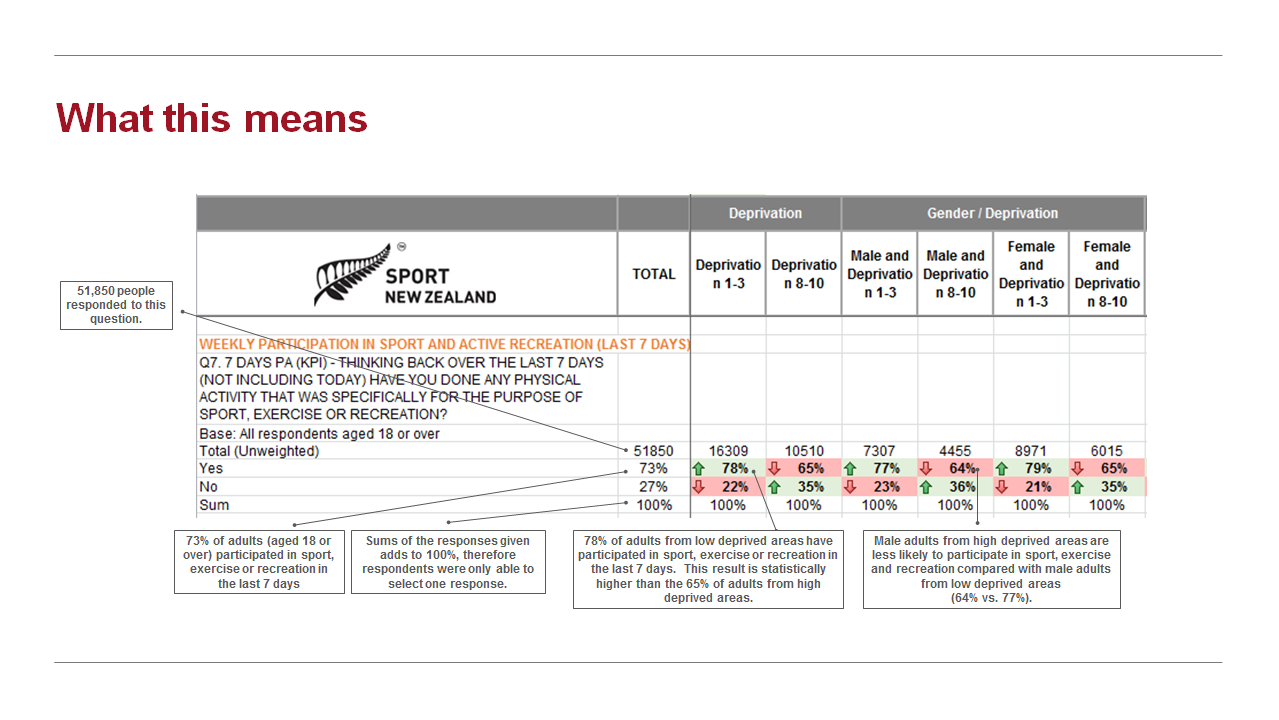 What this means
Deprivation
Gender / Deprivation
SPORT
NEW ZEALAND
TM
TOTAL
Deprivatio
n 1-3
Deprivatio
n 8-10
Male and
Deprivatio
n 1-3
Male and
Deprivatio
n 8-10
Female
and
Deprivatio
n 1-3
Female
and
Deprivatio
n 8-10
51,850 people
responded to this
question.
WEEKLY PARTICIPATION IN SPORT AND ACTIVE RECREATION (LAST 7 DAYS)
Q7. 7 DAYS PA (KPI) - THINKING BACK OVER THE LAST 7 DAYS
(NOT INCLUDING TODAY) HAVE YOU DONE ANY PHYSICAL
ACTIVITY THAT WAS SPECIFICALLY FOR THE PURPOSE OF
SPORT, EXERCISE OR RECREATION?
Base: All respondents aged 18 or over
Total (Unweighted) 51850 16309 10510 7307 4455 8971 6015
Yes 73% 78% 65% 77% 64% 79% 65%
No 27% 22% 35% 23% 36% 21% 35%
Sum 100% 100% 100% 100% 100% 100% 100%
73% of adults (aged 18 or
over) participated in sport,
exercise or recreation in
the last 7 days
Sums of the responses given
adds to 100%, therefore
respondents were only able to
select one response.
78% of adults from low deprived areas have
participated in sport, exercise or recreation in
the last 7 days. This result is statistically
higher than the 65% of adults from high
deprived areas.
Male adults from high deprived areas are
less likely to participate in sport, exercise
and recreation compared with male adults
from low deprived areas
(64% vs. 77%).